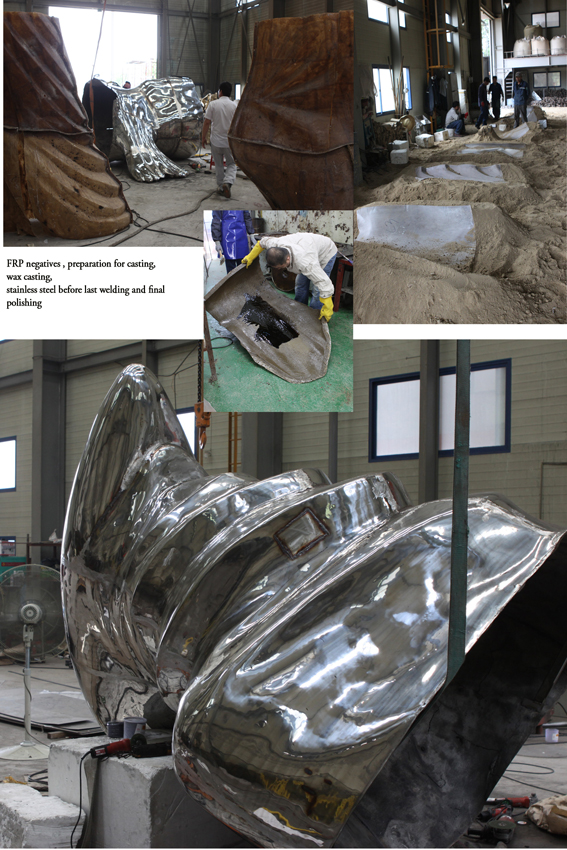 FRP negatives , preparation for casting,
wax casting,
stainless steel before last welding and final
polishing